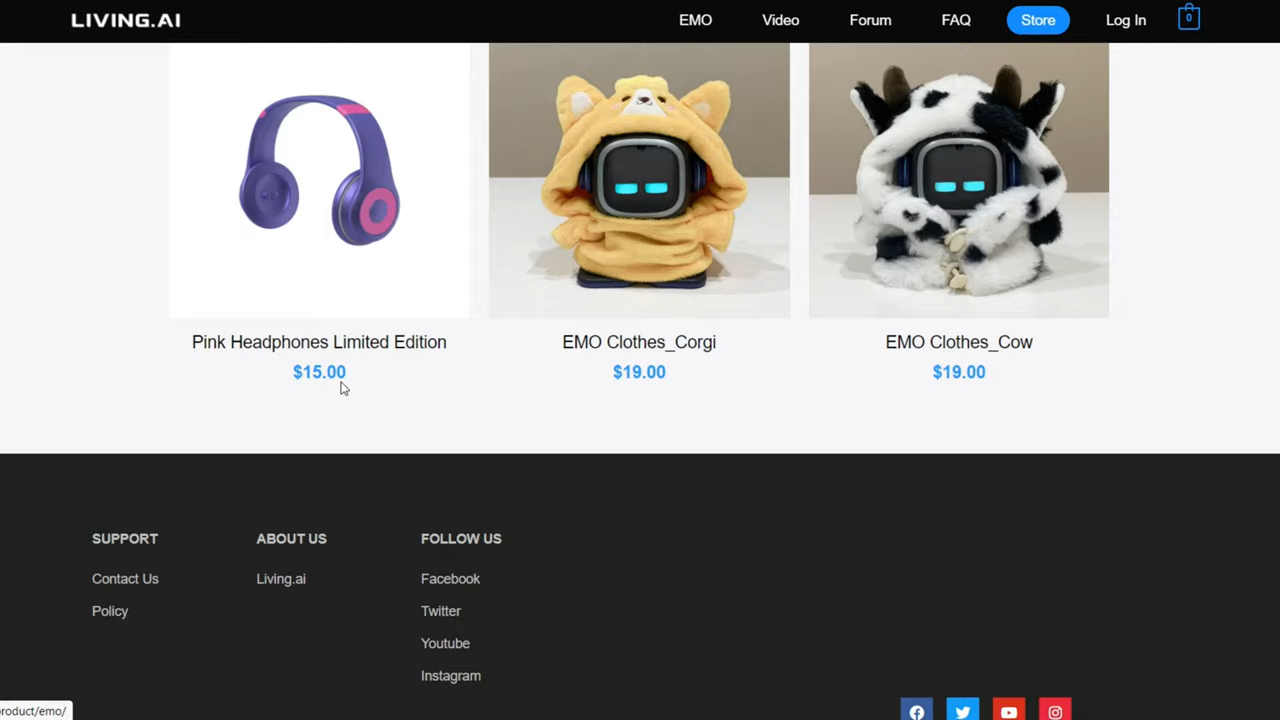 LIVING.AI
EMO
Video
Forum
FAQ
Store
Log In
0
Pink Headphones Limited Edition
$15.00
EMO Clothes_Corgi
$19.00
EMO Clothes_Cow
$19.00
SUPPORT
Contact Us
Policy
ABOUT US
Living.ai
FOLLOW US
Facebook
Twitter
Youtube
Instagram
roduct/emo/